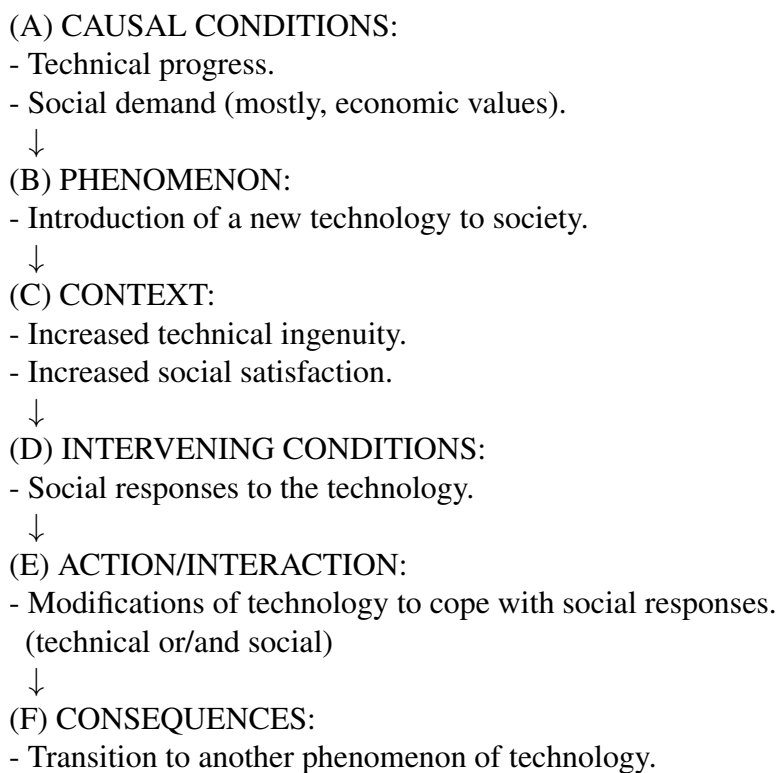 (A) CAUSAL CONDITIONS:
- Technical progress.
- Social demand (mostly, economic values).
↓
(B) PHENOMENON:
- Introduction of a new technology to society.
↓
(C) CONTEXT:
- Increased technical ingenuity.
- Increased social satisfaction.
↓
(D) INTERVENING CONDITIONS:
- Social responses to the technology.
↓
(E) ACTION/INTERACTION:
- Modifications of technology to cope with social responses.
(technical or/and social)
↓
(F) CONSEQUENCES:
- Transition to another phenomenon of technology.